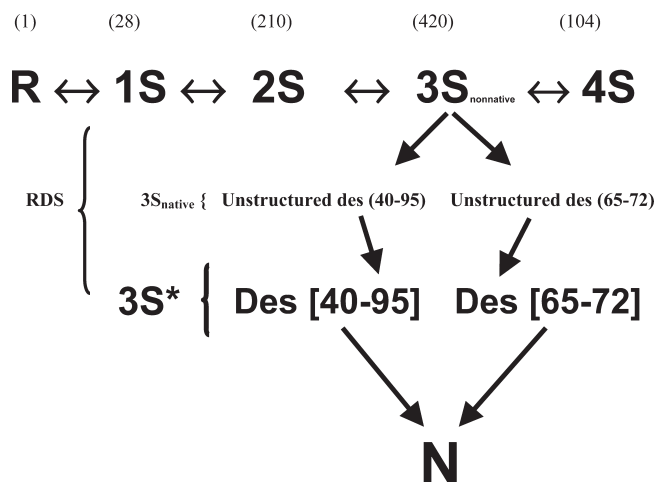 (1) (28) (210) (420) (104)
R ↔ 1S ↔ 2S ↔ 3Snonnative ↔ 4S
RDS { 3Snative { Unstructured des (40-95) Unstructured des (65-72)
3S* { Des [40-95] Des [65-72]
N